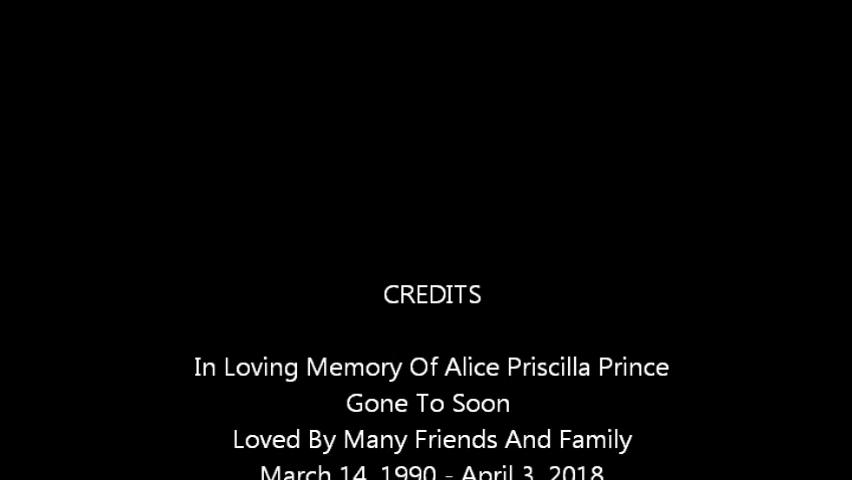 CREDITS
In Loving Memory Of Alice Priscilla Prince
Gone To Soon
Loved By Many Friends And Family
March 14, 1990 - April 3, 2018